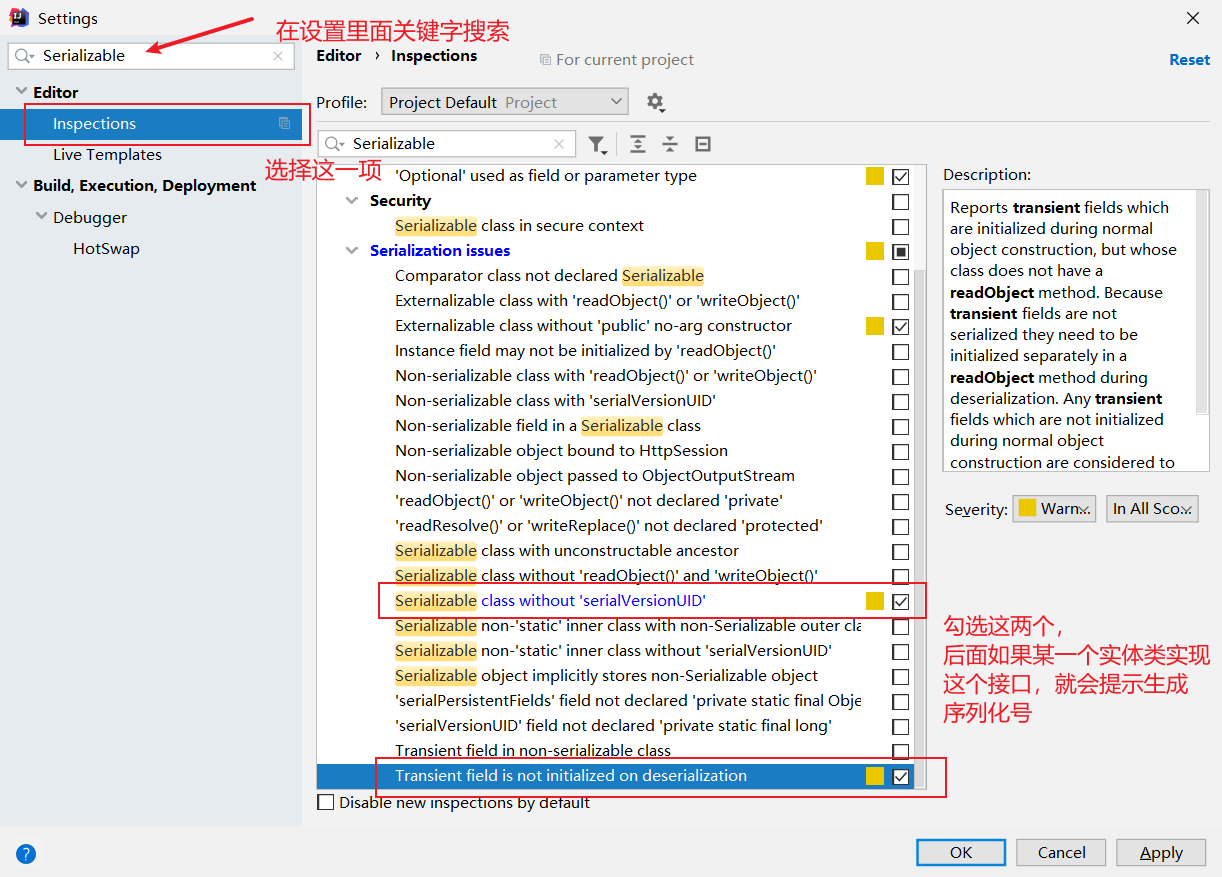 Settings
Serializable
在设置里面关键字搜索
Editor
Inspections
选择这一项
Live Templates
Build, Execution, Deployment
Debugger
HotSwap
Editor › Inspections
For current project
Reset
Profile:
Project Default Project
Serializable
'Optional' used as field or parameter type
Security
Serializable class in secure context
Serialization issues
Comparator class not declared Serializable
Externalizable class with 'readObject()' or 'writeObject()'
Externalizable class without 'public' no-arg constructor
Instance field may not be initialized by 'readObject()'
Non-serializable class with 'readObject()' or 'writeObject()'
Non-serializable class with 'serialVersionUID'
Non-serializable field in a Serializable class
Non-serializable object bound to HttpSession
Non-serializable object passed to ObjectOutputStream
'readObject()' or 'writeObject()' not declared 'private'
'readResolve()' or 'writeReplace()' not declared 'protected'
Serializable class with unconstructable ancestor
Serializable class without 'readObject()' and 'writeObject()'
Serializable class without 'serialVersionUID'
Serializable non-'static' inner class with non-Serializable outer cla
Serializable non-'static' inner class without 'serialVersionUID'
Serializable object implicitly stores non-Serializable object
'serialPersistentFields' field not declared 'private static final Obje
'serialVersionUID' field not declared 'private static final long'
Transient field in non-serializable class
Transient field is not initialized on deserialization
Disable new inspections by default
Description:
Reports transient fields which
are initialized during normal
object construction, but whose
class does not have a
readObject method. Because
transient fields are not
serialized they need to be
initialized separately in a
readObject method during
deserialization. Any transient
fields which are not initialized
during normal object
construction are considered to
Severity:
Warn...
In All Sco...
勾选这两个，
后面如果某一个实体类实现
这个接口，就会提示生成
序列化号
?
OK
Cancel
Apply